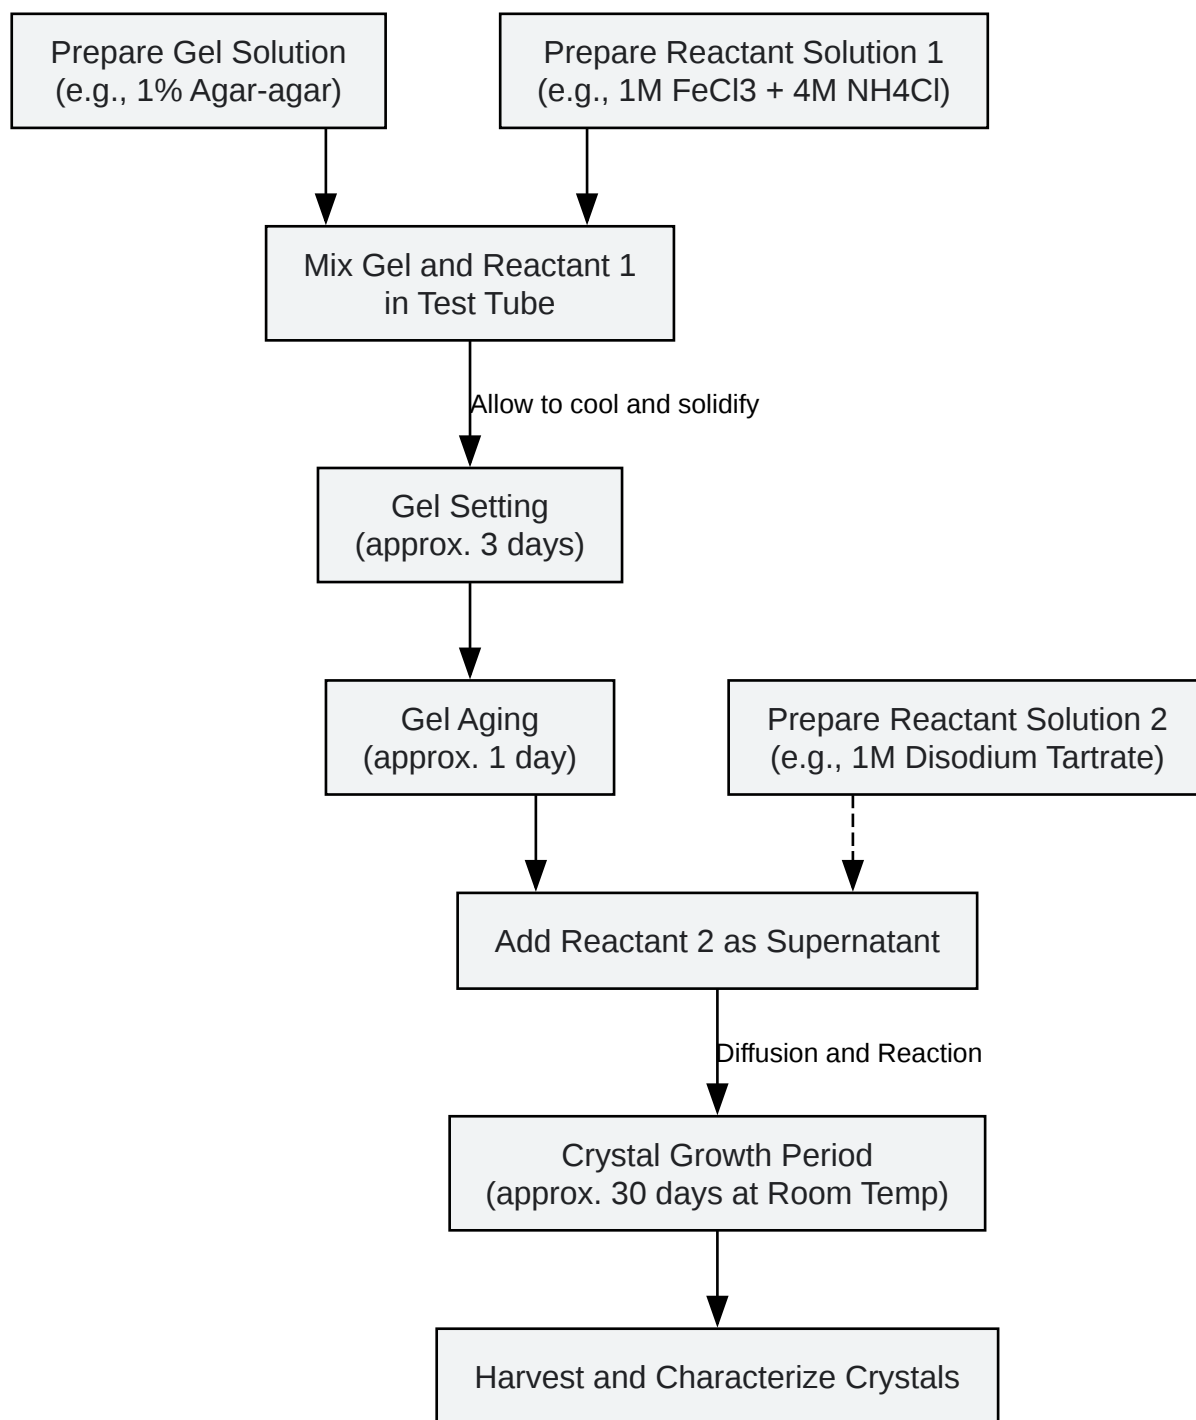 Prepare Gel Solution
(e.g., 1% Agar-agar)
Prepare Reactant Solution 1
(e.g., 1M FeCl3 + 4M NH4Cl)
Mix Gel and Reactant 1
in Test Tube
Allow to cool and solidify
Gel Setting
(approx. 3 days)
Gel Aging
(approx. 1 day)
Prepare Reactant Solution 2
(e.g., 1M Disodium Tartrate)
Add Reactant 2 as Supernatant
Diffusion and Reaction
Crystal Growth Period
(approx. 30 days at Room Temp)
Harvest and Characterize Crystals